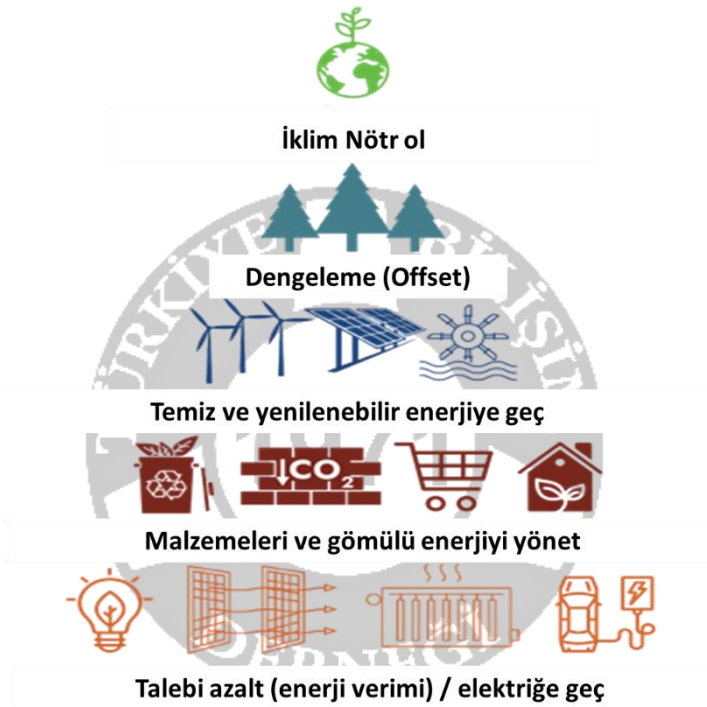 İklim Nötr ol
Dengeleme (Offset)
Temiz ve yenilenebilir enerjiye geç
↓CO2
Malzemeleri ve gömülü enerjiyi yönet
DERNEĞİ
Talebi azalt (enerji verimi) / elektriğe geç